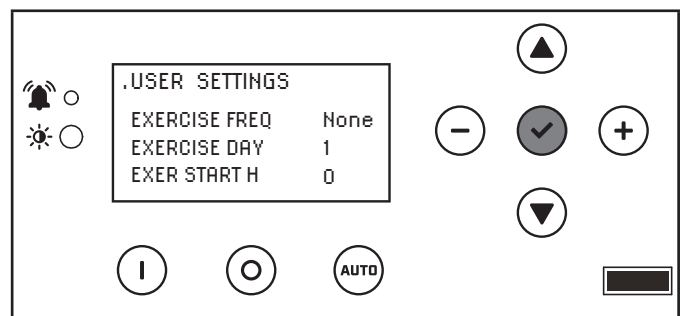 .USER SETTINGS
EXERCISE FREQ None
EXERCISE DAY 1
EXER START H 0
AUTO